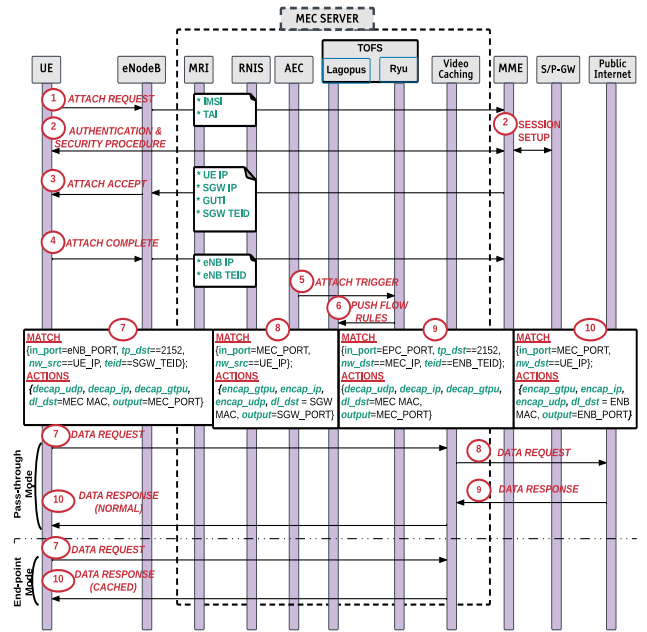 MEC SERVER
TOFS
UE
eNodeB
MRI
RNIS
AEC
Lagopus
Ryu
Video
Caching
MME
S/P-GW
Public
Internet
1
ATTACH REQUEST
* IMSI
* TAI
2
AUTHENTICATION &
SECURITY PROCEDURE
2
SESSION
SETUP
3
ATTACH ACCEPT
* UE IP
* SGW IP
* GUTI
* SGW TEID
4
ATTACH COMPLETE
* eNB IP
* eNB TEID
5
ATTACH TRIGGER
6
PUSH FLOW
RULES
7
MATCH
{in_port=eNB_PORT, tp_dst==2152,
nw_src==UE_IP, teid==SGW_TEID};
ACTIONS
{decap_udp, decap_ip, decap_gtpu,
dl_dst=MEC MAC, output=MEC_PORT}
8
MATCH
{in_port=MEC_PORT,
nw_src==UE_IP};
ACTIONS
{encap_gtpu, encap_ip,
encap_udp, dl_dst = SGW
MAC, output=SGW_PORT}
9
MATCH
{in_port=EPC_PORT, tp_dst==2152,
nw_dst==MEC_IP, teid==ENB_TEID};
ACTIONS
{decap_udp, decap_ip, decap_gtpu,
dl_dst=MEC MAC,
output=MEC_PORT}
10
MATCH
{in_port=MEC_PORT,
nw_dst==UE_IP};
ACTIONS
{encap_gtpu, encap_ip,
encap_udp, dl_dst = ENB
MAC, output=ENB_PORT}
Pass-through
Mode
7
DATA REQUEST
8
DATA REQUEST
9
DATA RESPONSE
10
DATA RESPONSE
(NORMAL)
End-point
Mode
7
DATA REQUEST
10
DATA RESPONSE
(CACHED)